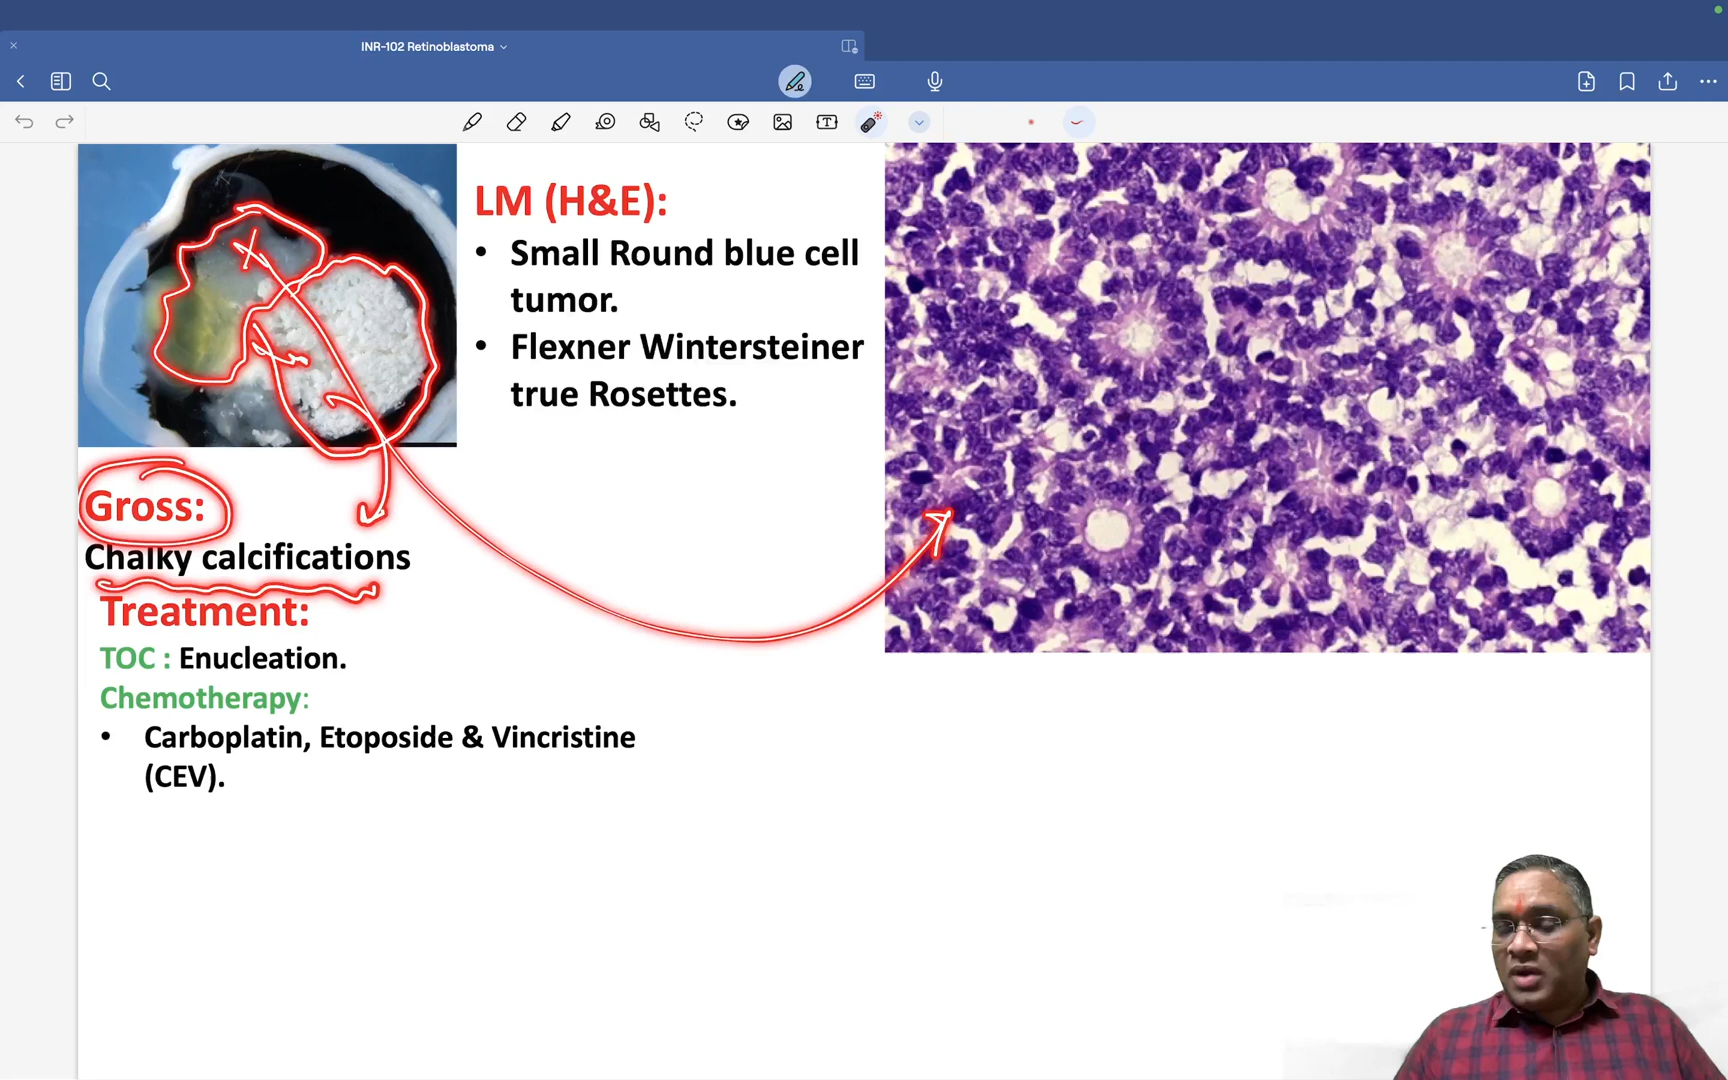 INR-102 Retinoblastoma
LM (H&E):
• Small Round blue cell
tumor.
• Flexner Wintersteiner
true Rosettes.
Gross:
Chalky calcifications
Treatment:
TOC : Enucleation.
Chemotherapy:
• Carboplatin, Etoposide & Vincristine
(CEV).